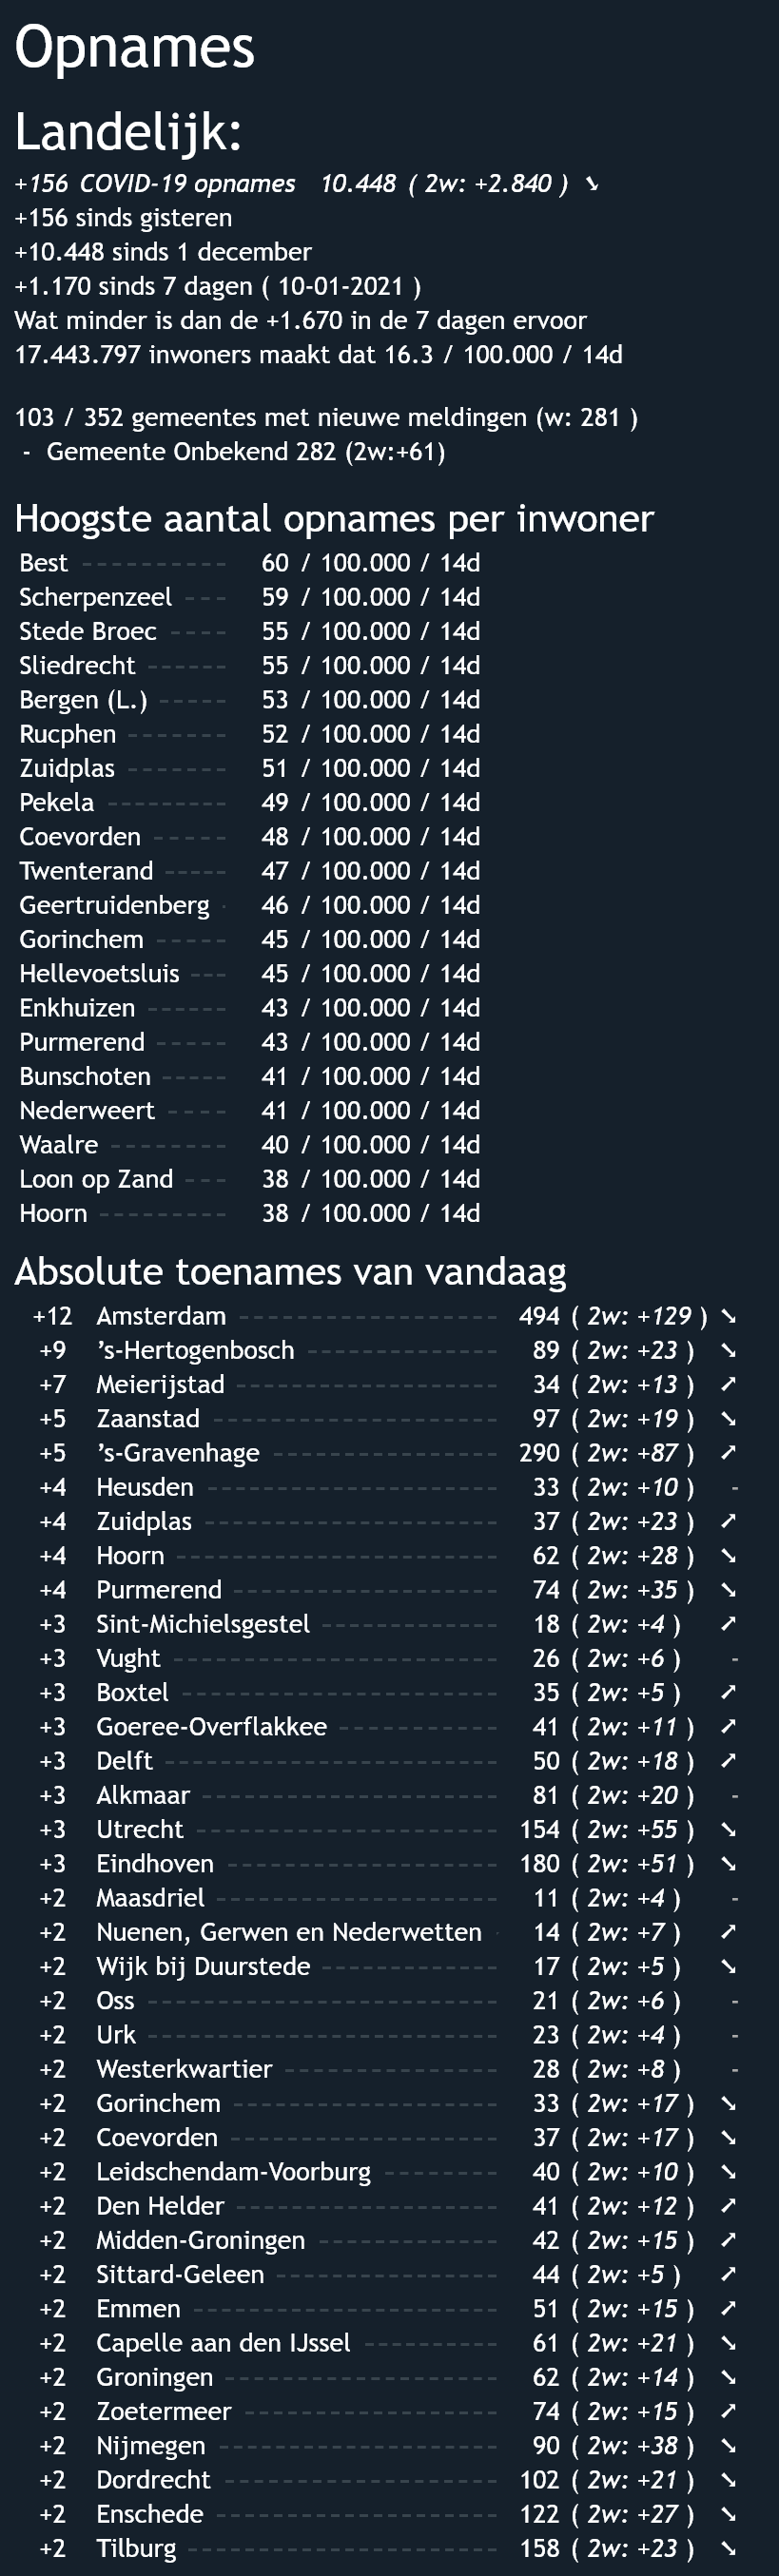 Opnames
Landelijk:
+156 COVID-19 opnames 10.448 ( 2w: +2.840 ) ➘
+156 sinds gisteren
+10.448 sinds 1 december
+1.170 sinds 7 dagen ( 10-01-2021 )
Wat minder is dan de +1.670 in de 7 dagen ervoor
17.443.797 inwoners maakt dat 16.3 / 100.000 / 14d
103 / 352 gemeentes met nieuwe meldingen (w: 281 )
- Gemeente Onbekend 282 (2w:+61)
Hoogste aantal opnames per inwoner
Best ---------- 60 / 100.000 / 14d
Scherpenzeel --- 59 / 100.000 / 14d
Stede Broec ---- 55 / 100.000 / 14d
Sliedrecht ------ 55 / 100.000 / 14d
Bergen (L.) ----- 53 / 100.000 / 14d
Rucphen ------- 52 / 100.000 / 14d
Zuidplas ------- 51 / 100.000 / 14d
Pekela --------- 49 / 100.000 / 14d
Coevorden ----- 48 / 100.000 / 14d
Twenterand ----- 47 / 100.000 / 14d
Geertruidenberg - 46 / 100.000 / 14d
Gorinchem ----- 45 / 100.000 / 14d
Hellevoetsluis --- 45 / 100.000 / 14d
Enkhuizen ------ 43 / 100.000 / 14d
Purmerend ----- 43 / 100.000 / 14d
Bunschoten ----- 41 / 100.000 / 14d
Nederweert ---- 41 / 100.000 / 14d
Waalre -------- 40 / 100.000 / 14d
Loon op Zand --- 38 / 100.000 / 14d
Hoorn --------- 38 / 100.000 / 14d
Absolute toenames van vandaag
+12 Amsterdam -------------------- 494 ( 2w: +129 ) ➘
+9 's-Hertogenbosch --------------- 89 ( 2w: +23 ) ➘
+7 Meierijstad -------------------- 34 ( 2w: +13 ) ➚
+5 Zaanstad ---------------------- 97 ( 2w: +19 ) ➘
+5 's-Gravenhage ----------------- 290 ( 2w: +87 ) ➚
+4 Heusden ---------------------- 33 ( 2w: +10 ) -
+4 Zuidplas ----------------------- 37 ( 2w: +23 ) ➚
+4 Hoorn ------------------------- 62 ( 2w: +28 ) ➘
+4 Purmerend -------------------- 74 ( 2w: +35 ) ➘
+3 Sint-Michielsgestel -------------- 18 ( 2w: +4 ) ➚
+3 Vught ------------------------- 26 ( 2w: +6 ) -
+3 Boxtel ------------------------ 35 ( 2w: +5 ) ➚
+3 Goeree-Overflakkee ------------ 41 ( 2w: +11 ) ➚
+3 Delft -------------------------- 50 ( 2w: +18 ) ➚
+3 Alkmaar ----------------------- 81 ( 2w: +20 ) -
+3 Utrecht ----------------------- 154 ( 2w: +55 ) ➘
+3 Eindhoven --------------------- 180 ( 2w: +51 ) ➘
+2 Maasdriel ---------------------- 11 ( 2w: +4 ) -
+2 Nuenen, Gerwen en Nederwetten - 14 ( 2w: +7 ) ➚
+2 Wijk bij Duurstede -------------- 17 ( 2w: +5 ) ➘
+2 Oss --------------------------- 21 ( 2w: +6 ) -
+2 Urk --------------------------- 23 ( 2w: +4 ) -
+2 Westerkwartier ----------------- 28 ( 2w: +8 ) -
+2 Gorinchem --------------------- 33 ( 2w: +17 ) ➘
+2 Coevorden --------------------- 37 ( 2w: +17 ) ➘
+2 Leidschendam-Voorburg --------- 40 ( 2w: +10 ) ➘
+2 Den Helder -------------------- 41 ( 2w: +12 ) ➚
+2 Midden-Groningen -------------- 42 ( 2w: +15 ) ➚
+2 Sittard-Geleen ----------------- 44 ( 2w: +5 ) ➚
+2 Emmen ----------------------- 51 ( 2w: +15 ) ➚
+2 Capelle aan den IJssel ----------- 61 ( 2w: +21 ) ➘
+2 Groningen --------------------- 62 ( 2w: +14 ) ➘
+2 Zoetermeer -------------------- 74 ( 2w: +15 ) ➚
+2 Nijmegen ---------------------- 90 ( 2w: +38 ) ➘
+2 Dordrecht --------------------- 102 ( 2w: +21 ) ➘
+2 Enschede ---------------------- 122 ( 2w: +27 ) ➘
+2 Tilburg ------------------------ 158 ( 2w: +23 ) ➘